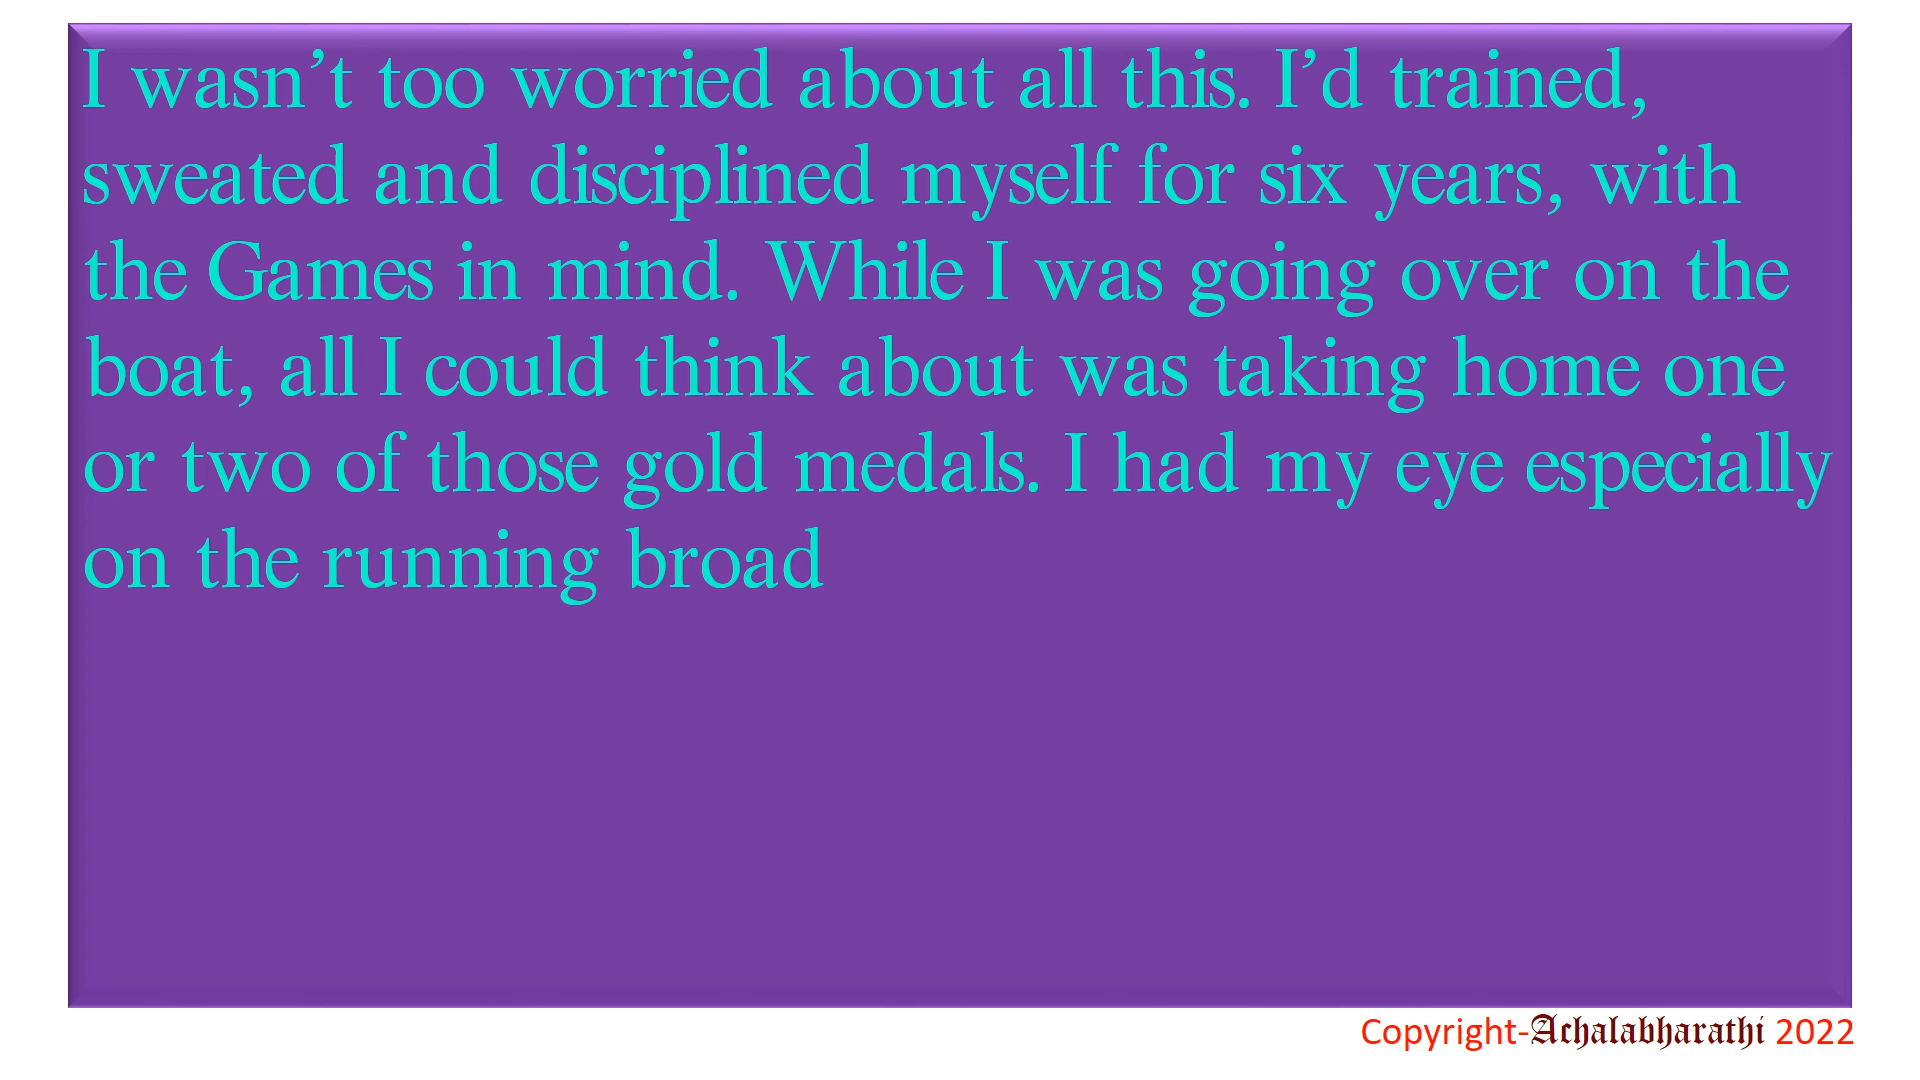 I wasn’t too worried about all this. I’d trained,
sweated and disciplined myself for six years, with
the Games in mind. While I was going over on the
boat, all I could think about was taking home one
or two of those gold medals. I had my eye especially
on the running broad
Copyright-Achalabharathi 2022